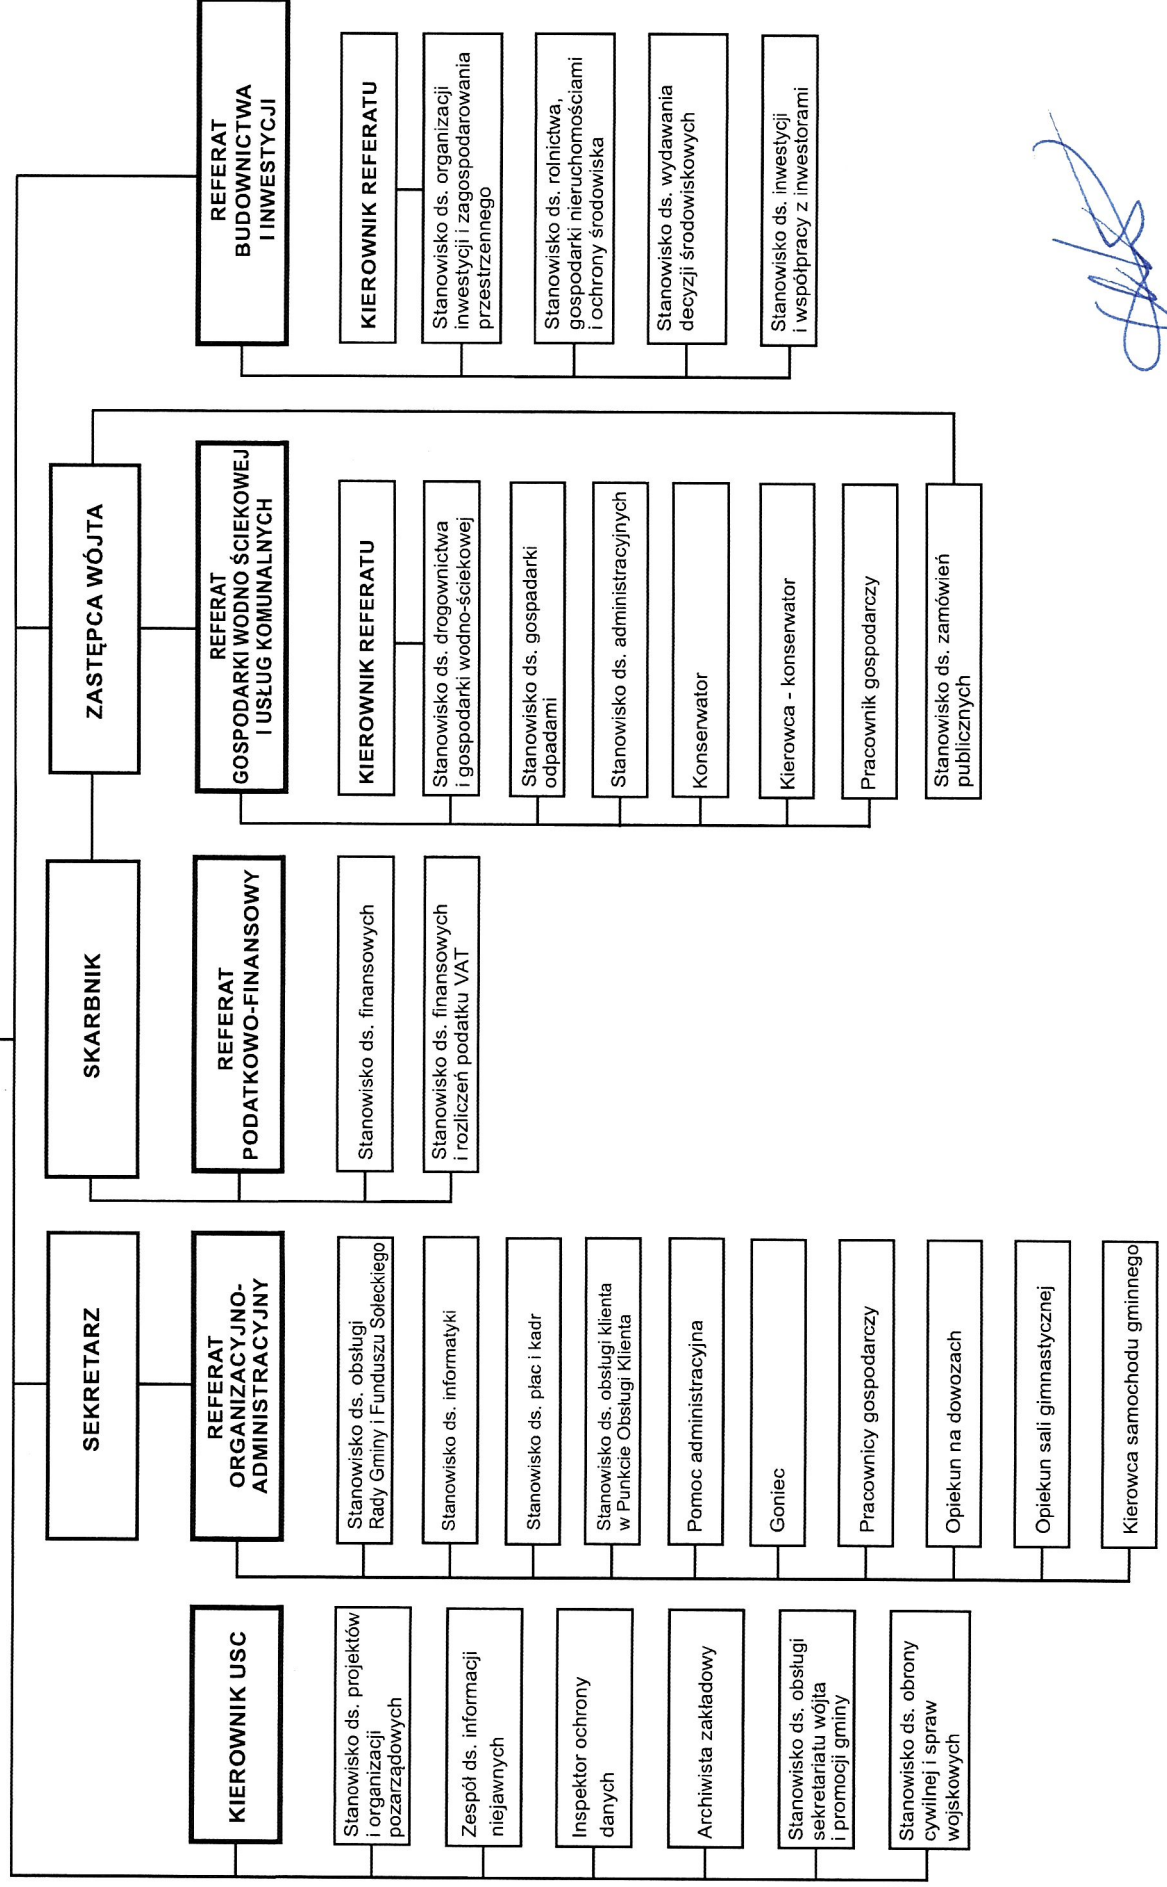 KIEROWNIK USC
Stanowisko ds. projektów
i organizacji
pozarządowych
Zespół ds. informacji
niejawnych
Inspektor ochrony
danych
Archiwista zakładowy
Stanowisko ds. obsługi
sekretariatu wójta
i promocji gminy
Stanowisko ds. obrony
cywilnej i spraw
wojskowych
SEKRETARZ
REFERAT
ORGANIZACYJNO-
ADMINISTRACYJNY
Stanowisko ds. obsługi
Rady Gminy i Funduszu Sołeckiego
Stanowisko ds. informatyki
Stanowisko ds. płac i kadr
Stanowisko ds. obsługi klienta
w Punkcie Obsługi Klienta
Pomoc administracyjna
Goniec
Pracownicy gospodarczy
Opiekun na dowozach
Opiekun sali gimnastycznej
Kierowca samochodu gminnego
SKARBNIK
REFERAT
PODATKOWO-FINANSOWY
Stanowisko ds. finansowych
Stanowisko ds. finansowych
i rozliczeń podatku VAT
ZASTĘPCA WÓJTA
REFERAT
GOSPODARKI WODNO ŚCIEKOWEJ
I USŁUG KOMUNALNYCH
KIEROWNIK REFERATU
Stanowisko ds. drogownictwa
i gospodarki wodno-ściekowej
Stanowisko ds. gospadarki
odpadami
Stanowisko ds. administracyjnych
Konserwator
Kierowca - konserwator
Pracownik gospodarczy
Stanowisko ds. zamówień
publicznych
REFERAT
BUDOWNICTWA
I INWESTYCJI
KIEROWNIK REFERATU
Stanowisko ds. organizacji
inwestycji i zagospodarowania
przestrzennego
Stanowisko ds. rolnictwa,
gospodarki nieruchomościami
i ochrony środowiska
Stanowisko ds. wydawania
decyzji środowiskowych
Stanowisko ds. inwestycji
i współpracy z inwestorami